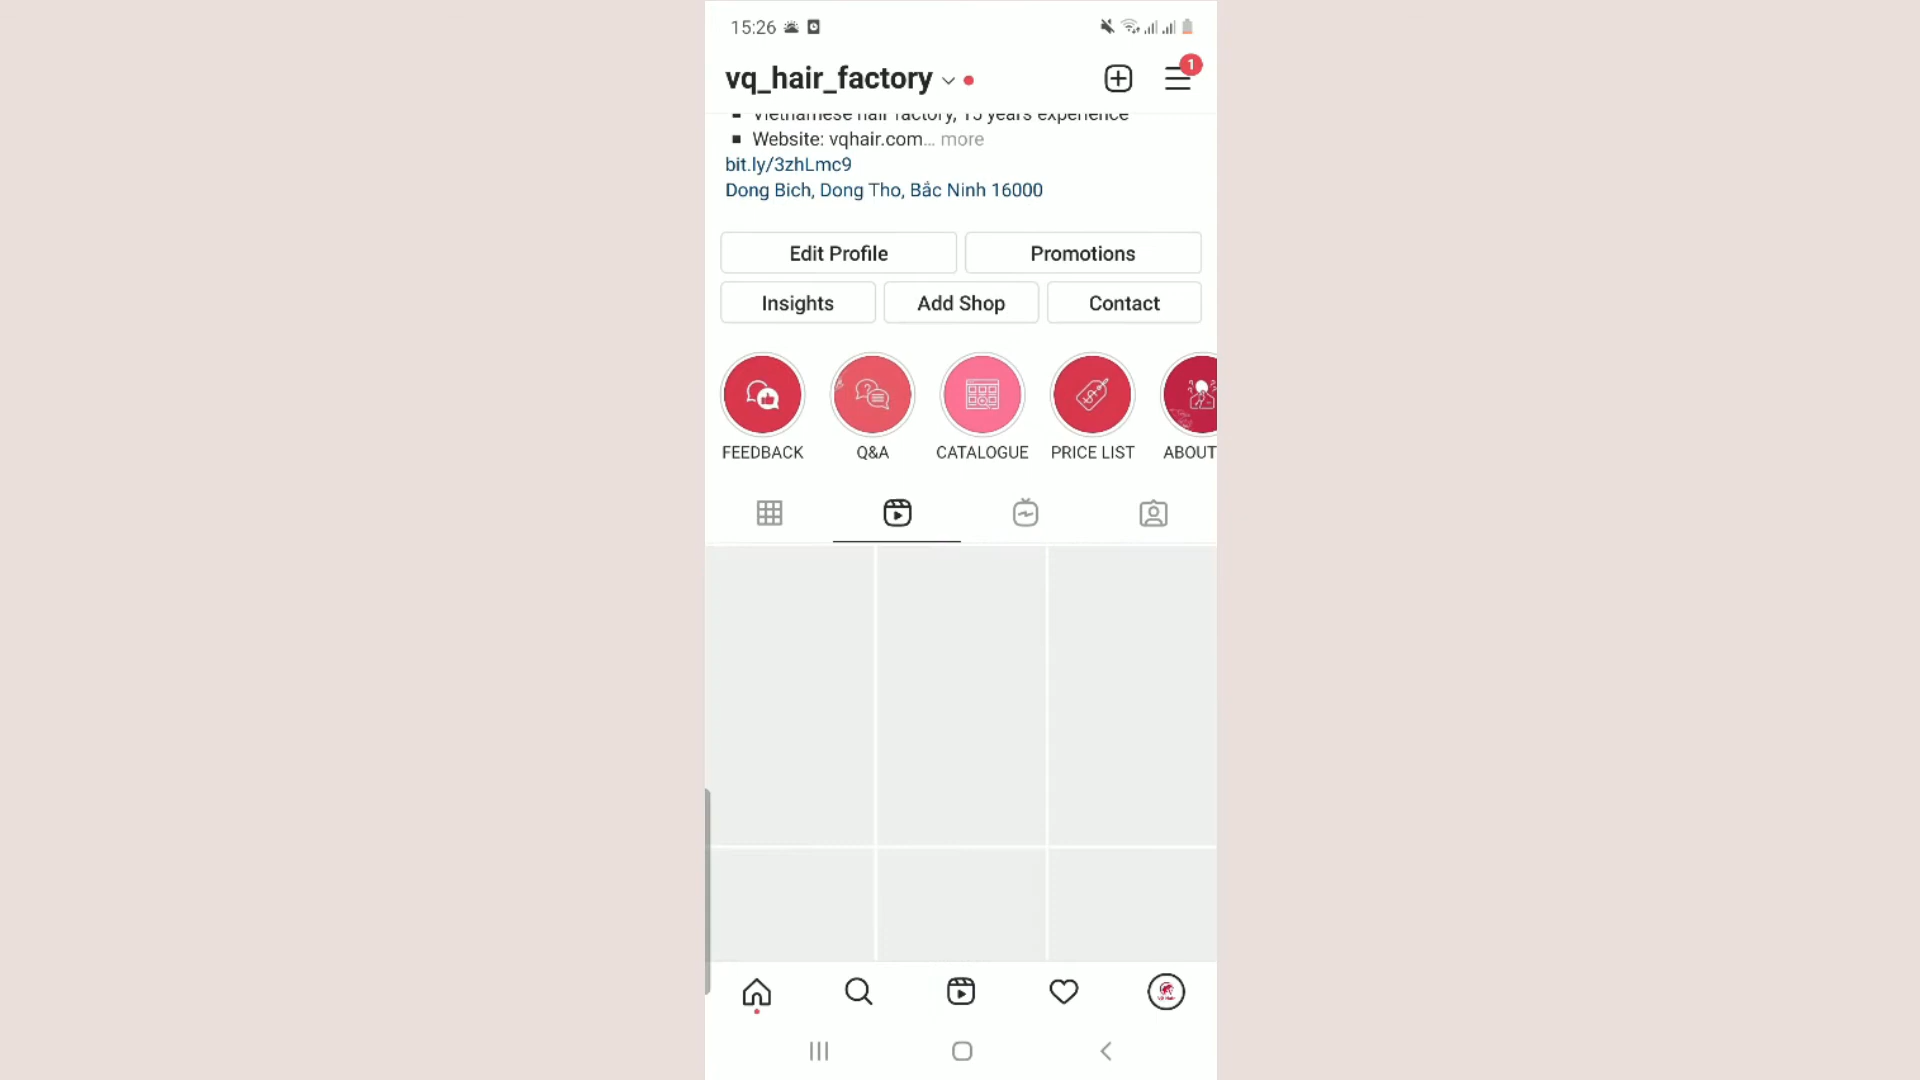 15:26
vq_hair_factory
1
▪ Vietnamese hair factory, 15 years experience
▪ Website: vqhair.com… more
bit.ly/3zhLmc9
Dong Bich, Dong Tho, Bắc Ninh 16000
Edit Profile Promotions
Insights Add Shop Contact
FEEDBACK Q&A CATALOGUE PRICE LIST ABOUT